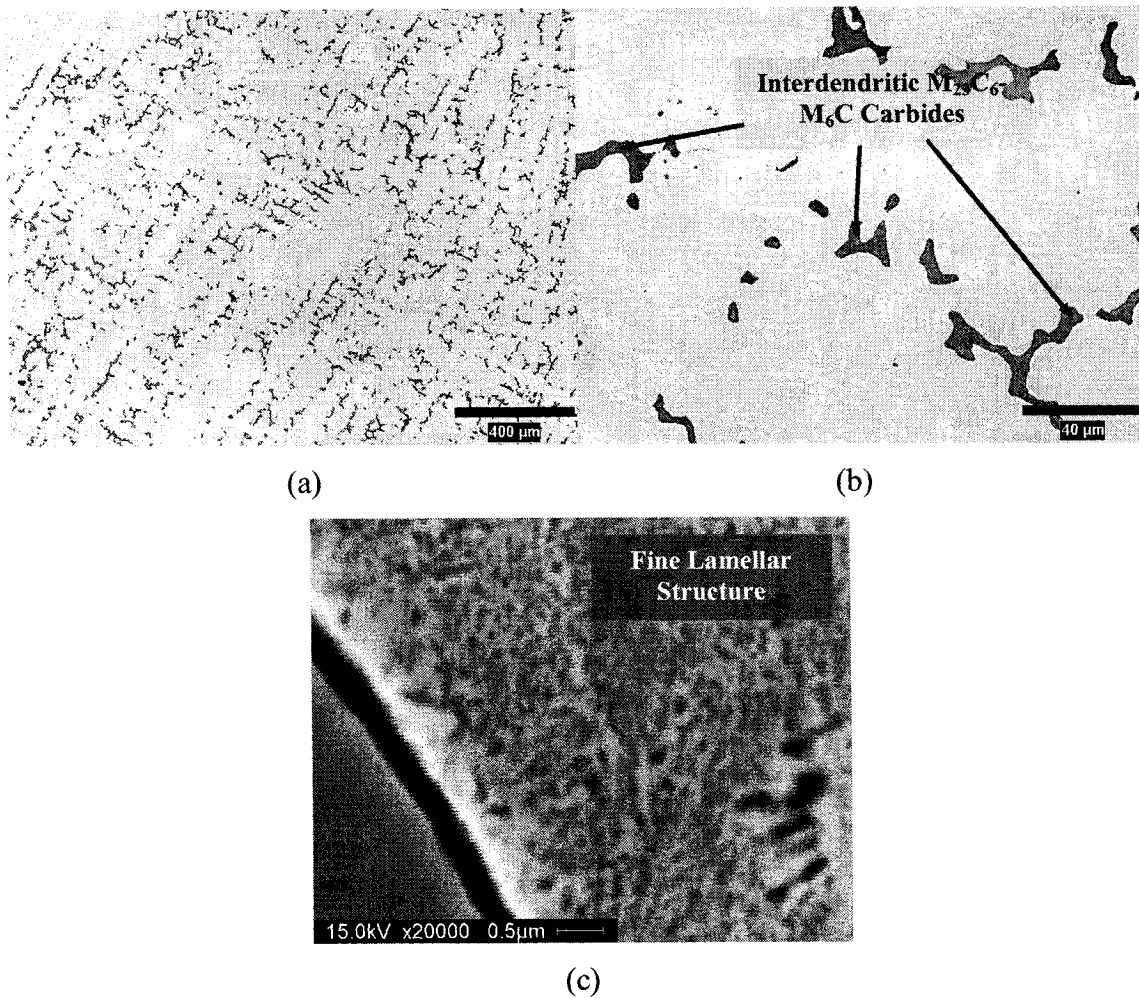 Interdendritic M₂₃C₆-
M₆C Carbides
400 µm
40 µm
(a)
(b)
Fine Lamellar
Structure
15.0kV x20000 0.5µm
(c)